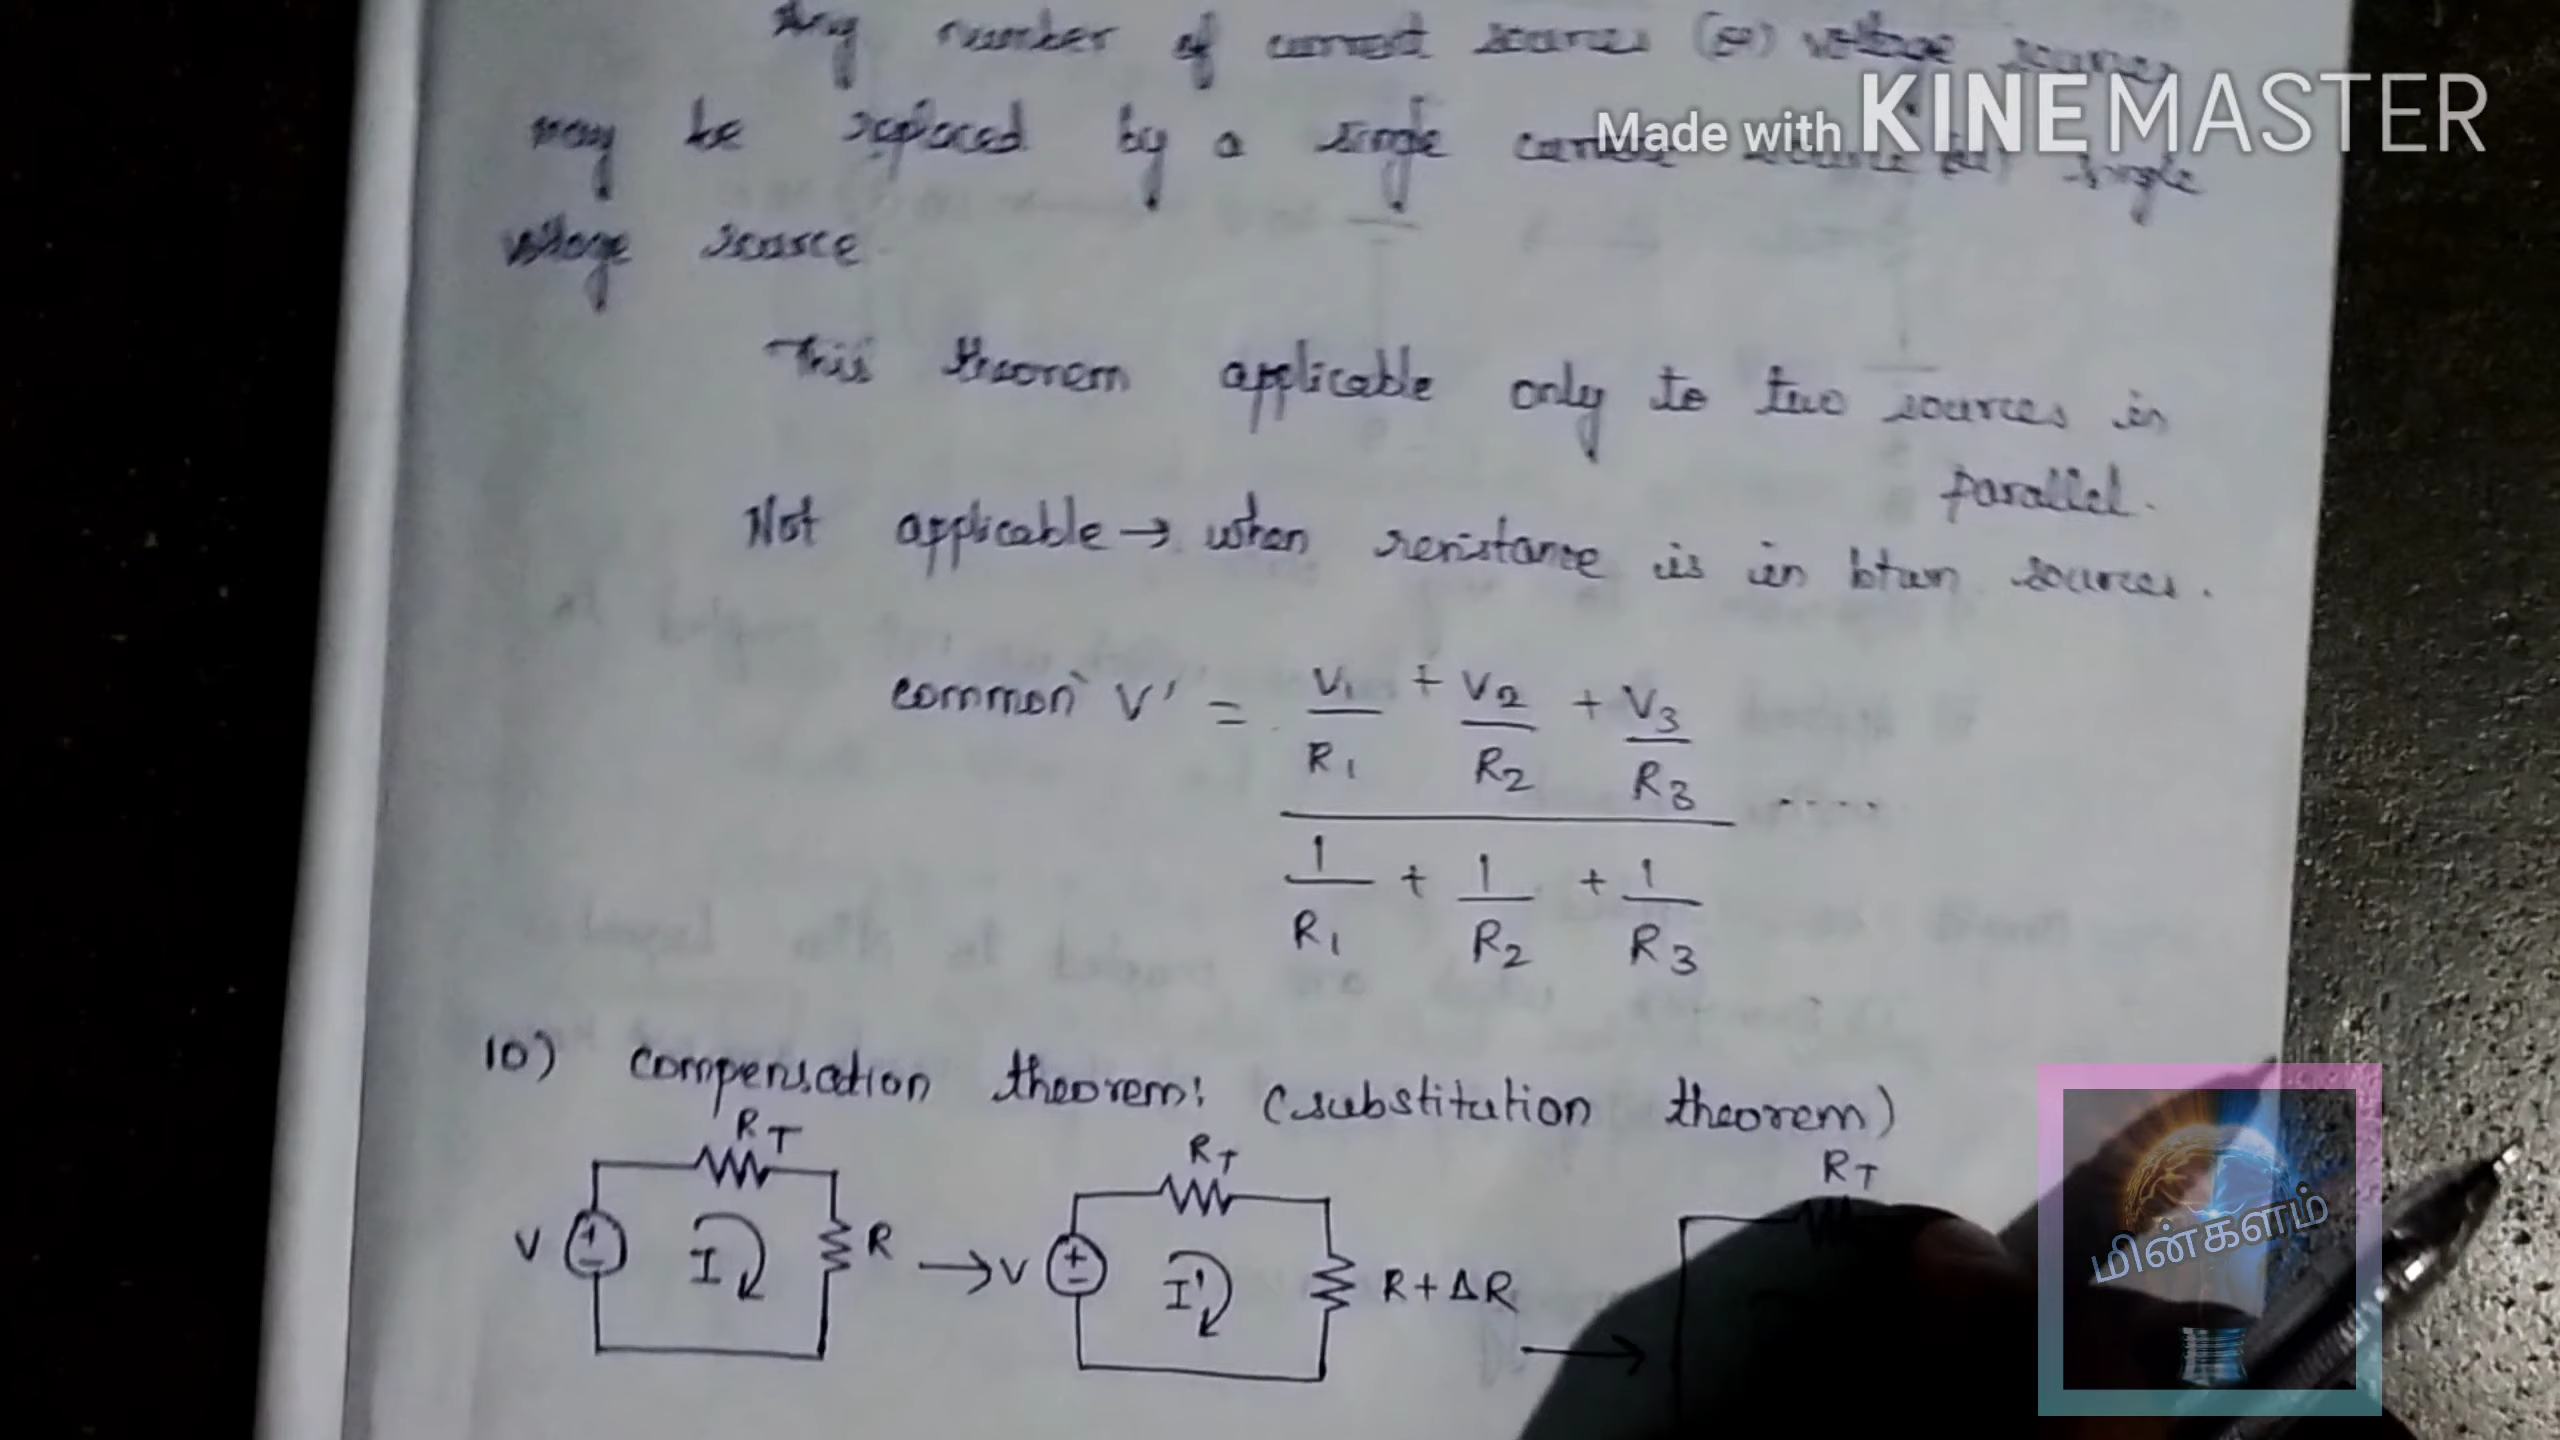 Any number of current sources (or) voltage sources
Made with KINEMASTER
may be replaced by a single current source (or) single
voltage source
This theorem applicable only to two sources in
parallel.
Not applicable → when resistance is in btwn sources.
common V' = V1/R1 + V2/R2 + V3/R3 ....
1/R1 + 1/R2 + 1/R3
10) compensation theorem: (substitution theorem)
RT RT RT
V + - I R → V + - I' R + ΔR →
மின்களம்